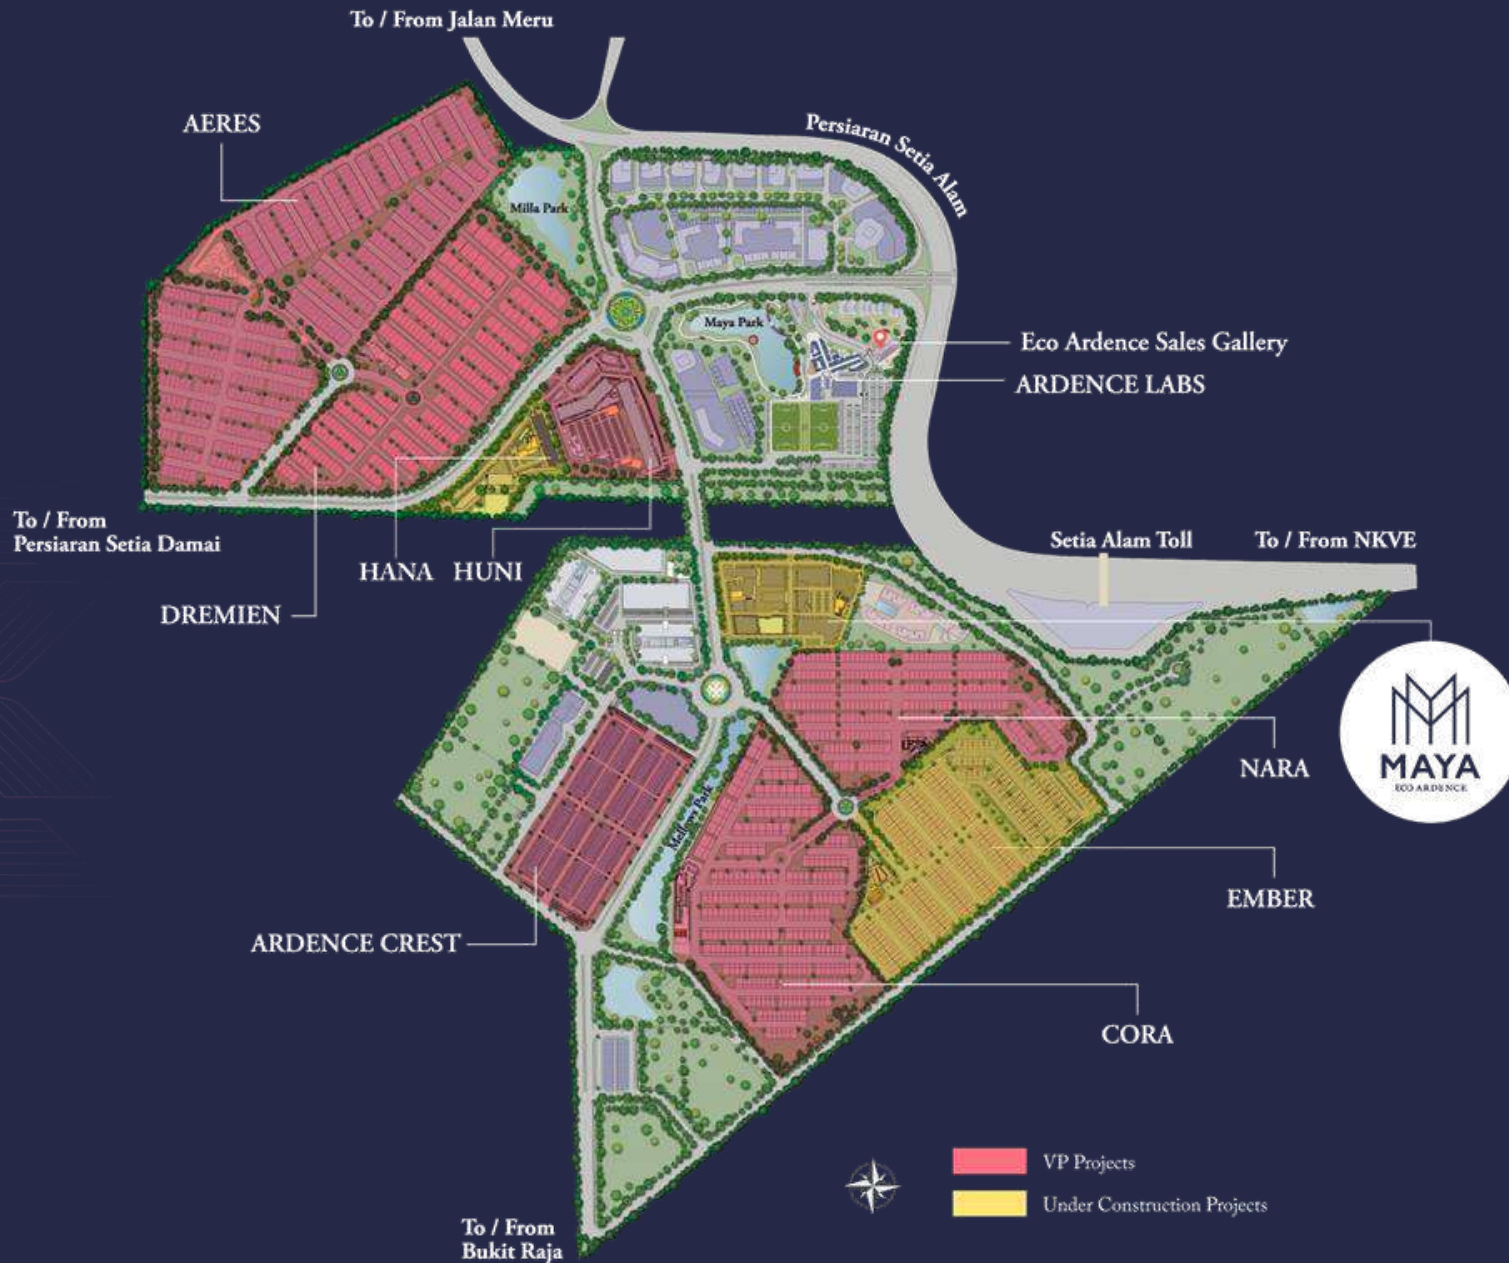 To / From Jalan Meru
AERES
Persiaran Setia Alam
Milla Park
Maya Park
Eco Ardence Sales Gallery
ARDENCE LABS
To / From
Persiaran Setia Damai
Setia Alam Toll
To / From NKVE
HANA
HUNI
DREMIEN
MAYA
ECO ARDENCE
NARA
Mellows Park
EMBER
ARDENCE CREST
CORA
VP Projects
Under Construction Projects
To / From
Bukit Raja